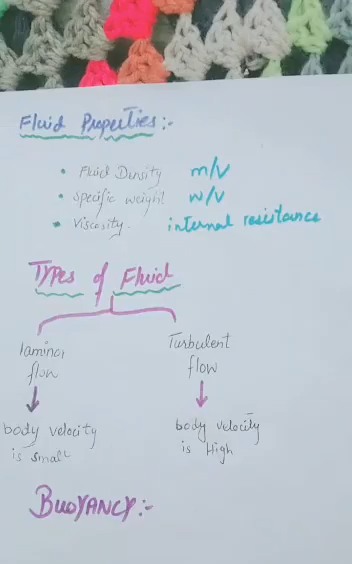 Fluid Properties:-
• Fluid Density m/v
• Specific weight w/v
• Viscosity. internal resistance
Types of Fluid
laminar flow
Turbulent flow
body velocity is small
body velocity is High
BUOYANCY:-